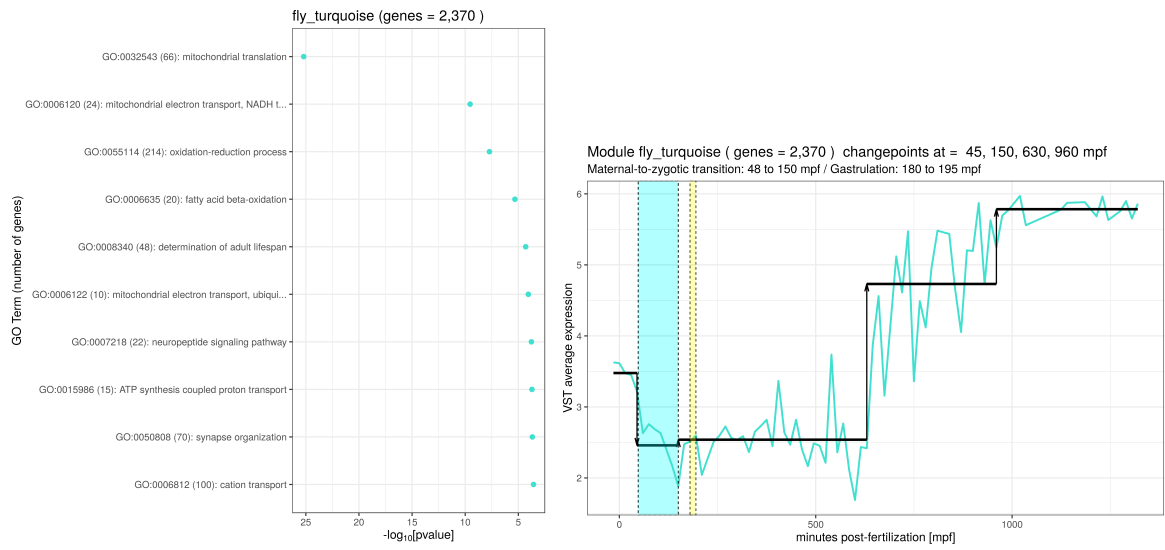 fly_turquoise (genes = 2,370 )
GO Term (number of genes)
GO:0032543 (66): mitochondrial translation
GO:0006120 (24): mitochondrial electron transport, NADH t...
GO:0055114 (214): oxidation-reduction process
GO:0006635 (20): fatty acid beta-oxidation
GO:0008340 (48): determination of adult lifespan
GO:0006122 (10): mitochondrial electron transport, ubiqui...
GO:0007218 (22): neuropeptide signaling pathway
GO:0015986 (15): ATP synthesis coupled proton transport
GO:0050808 (70): synapse organization
GO:0006812 (100): cation transport
25 20 15 10 5
-log₁₀[pvalue]
Module fly_turquoise ( genes = 2,370 )  changepoints at =  45, 150, 630, 960 mpf
Maternal-to-zygotic transition: 48 to 150 mpf / Gastrulation: 180 to 195 mpf
VST average expression
6
5
4
3
2
0 500 1000
minutes post-fertilization [mpf]